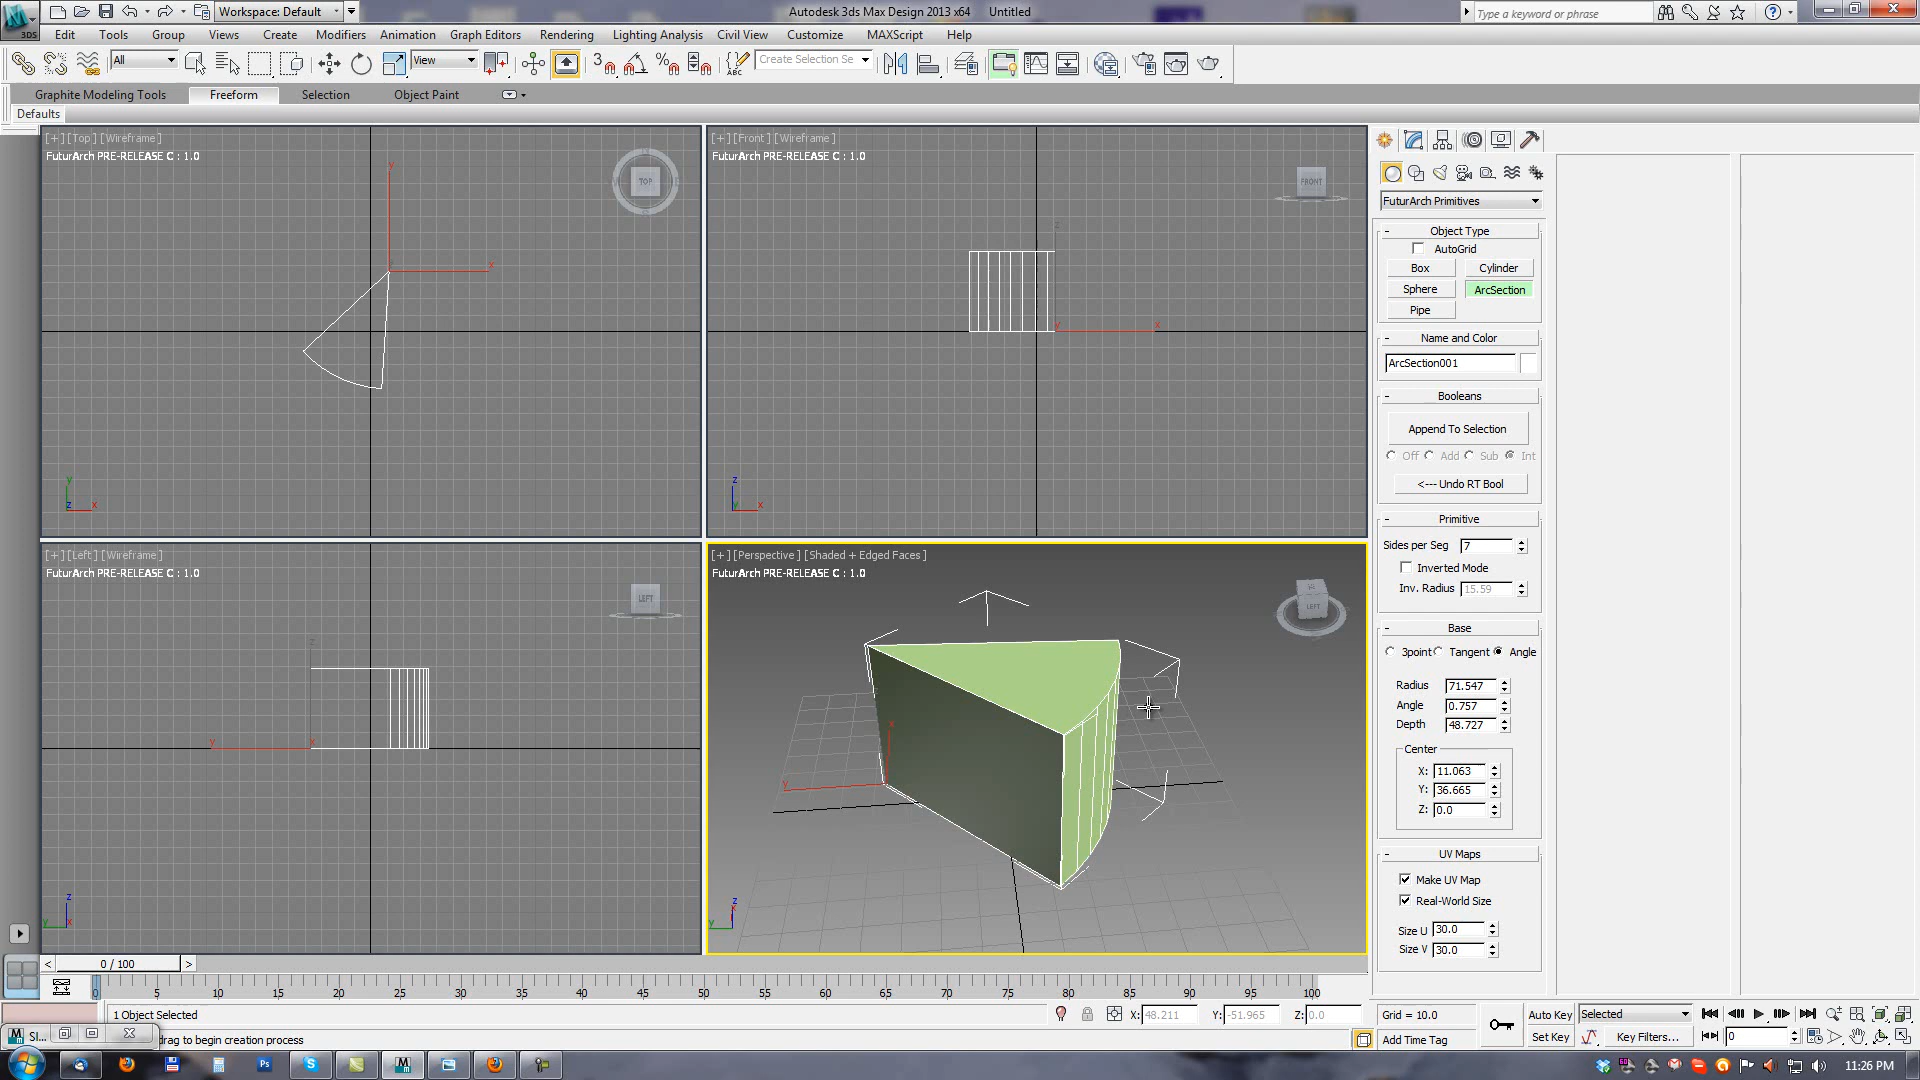 Workspace: Default
Autodesk 3ds Max Design 2013 x64 Untitled
Type a keyword or phrase
3DS
Edit Tools Group Views Create Modifiers Animation Graph Editors Rendering Lighting Analysis Civil View Customize MAXScript Help
All
View
3
ABC
Create Selection Se
Graphite Modeling Tools Freeform Selection Object Paint
Defaults
[+][Top][Wireframe]
FuturArch PRE-RELEASE C : 1.0
TOP
y
x
y
z
x
[+][Front][Wireframe]
FuturArch PRE-RELEASE C : 1.0
FRONT
z
y
x
z
x
[+][Left][Wireframe]
FuturArch PRE-RELEASE C : 1.0
LEFT
z
y
x
z
y
x
[+][Perspective][Shaded + Edged Faces]
FuturArch PRE-RELEASE C : 1.0
LEFT
x
y
z
y
FuturArch Primitives
- Object Type
AutoGrid
Box Cylinder
Sphere ArcSection
Pipe
- Name and Color
ArcSection001
- Booleans
Append To Selection
Off Add Sub Int
<--- Undo RT Bool
- Primitive
Sides per Seg 7
Inverted Mode
Inv. Radius 15.59
- Base
3point Tangent Angle
Radius 71.547
Angle 0.757
Depth 48.727
Center
X: 11.063
Y: 36.665
Z: 0.0
- UV Maps
Make UV Map
Real-World Size
Size U 30.0
Size V 30.0
< 0 / 100 >
0 5 10 15 20 25 30 35 40 45 50 55 60 65 70 75 80 85 90 95 100
1 Object Selected
X: 48.211 Y: -51.965 Z: 0.0
Grid = 10.0
Auto Key Selected
SI...
drag to begin creation process
Add Time Tag
Set Key Key Filters...
0
Ps
11:26 PM